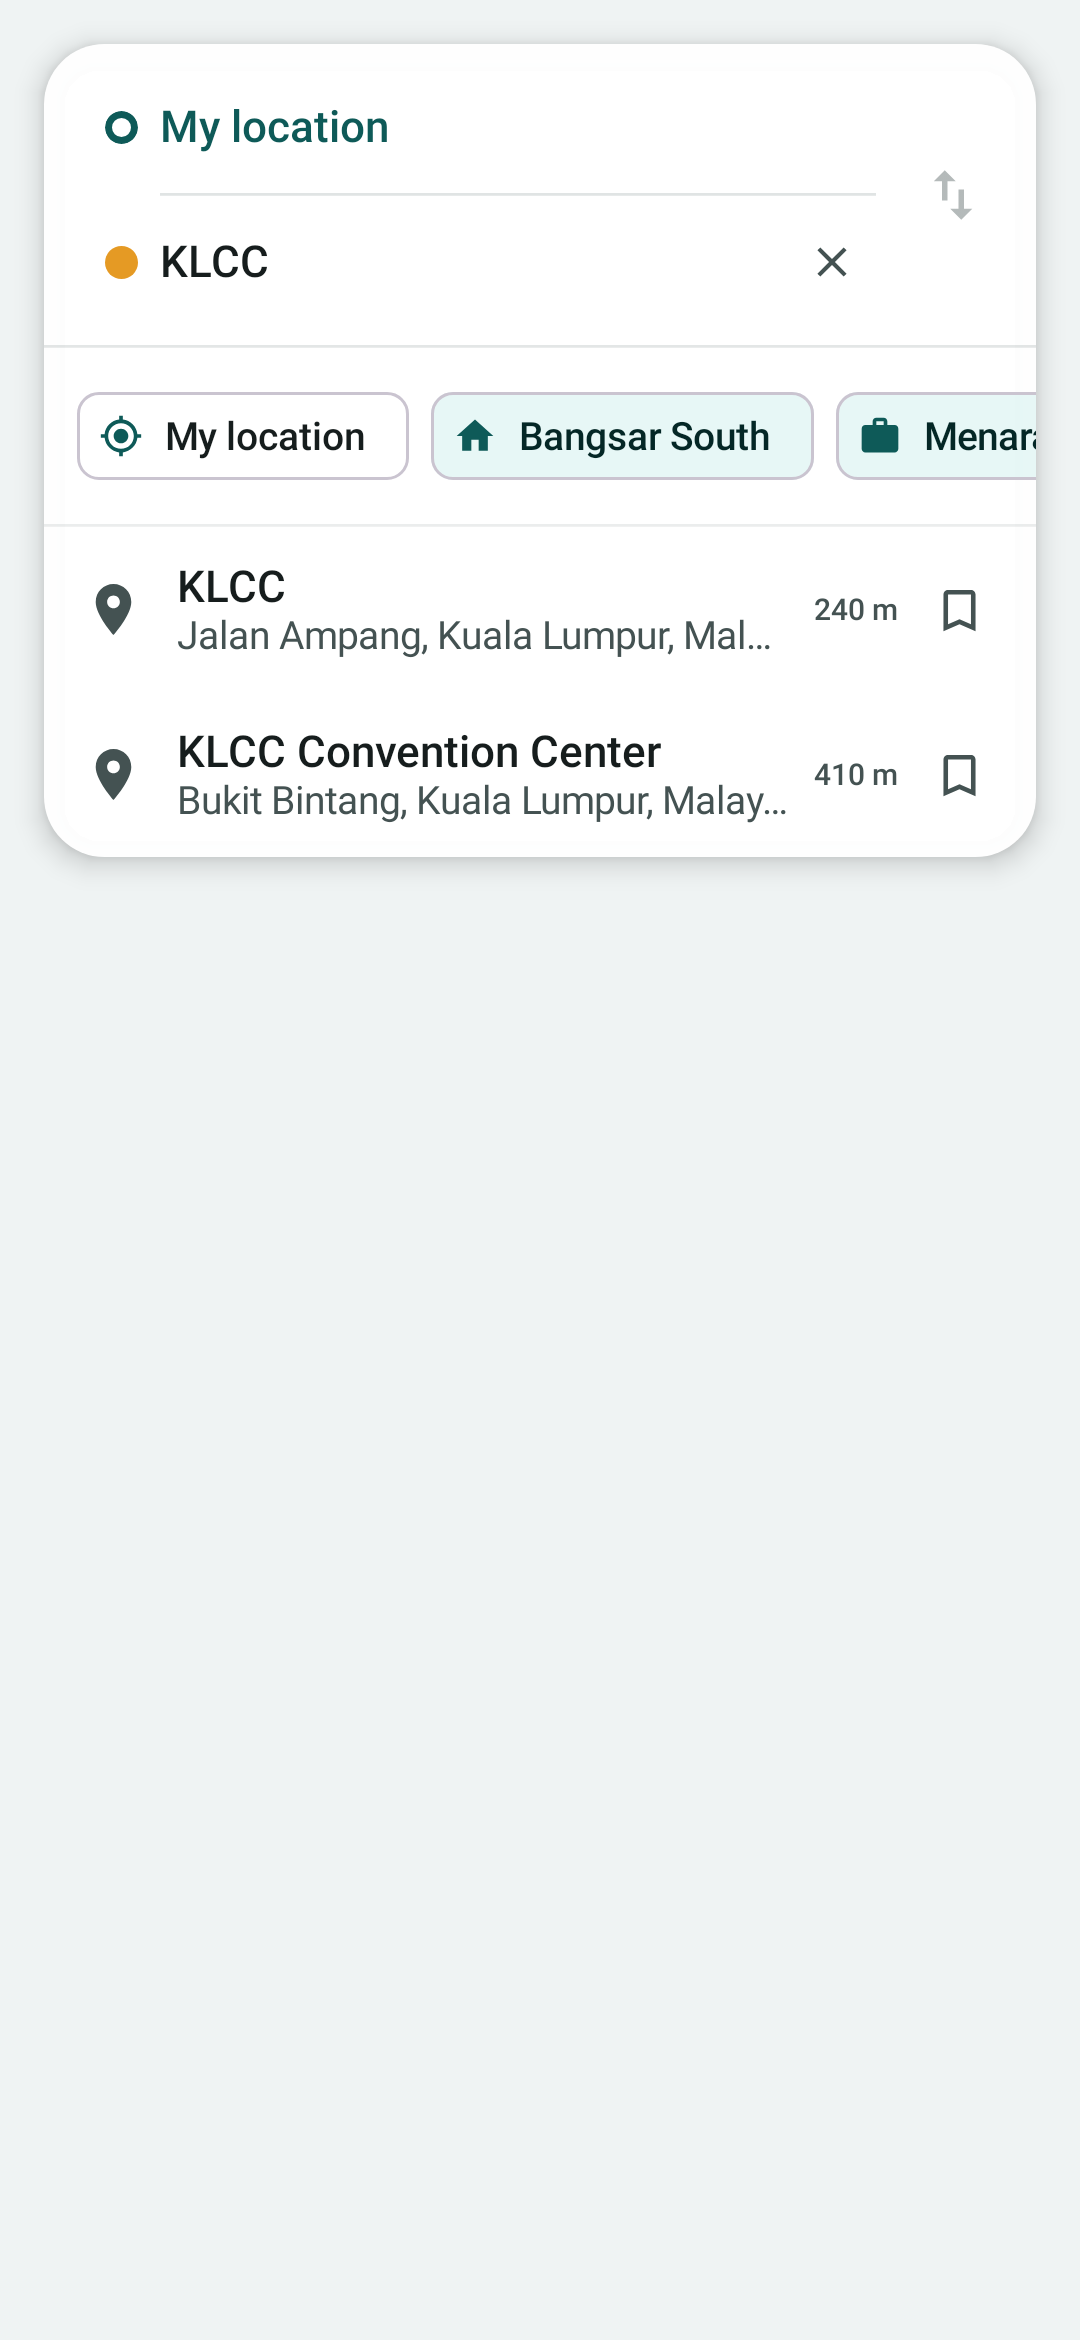 My location
KLCC
My location
Bangsar South
Menara
KLCC
Jalan Ampang, Kuala Lumpur, Mal...
240 m
KLCC Convention Center
Bukit Bintang, Kuala Lumpur, Malay...
410 m